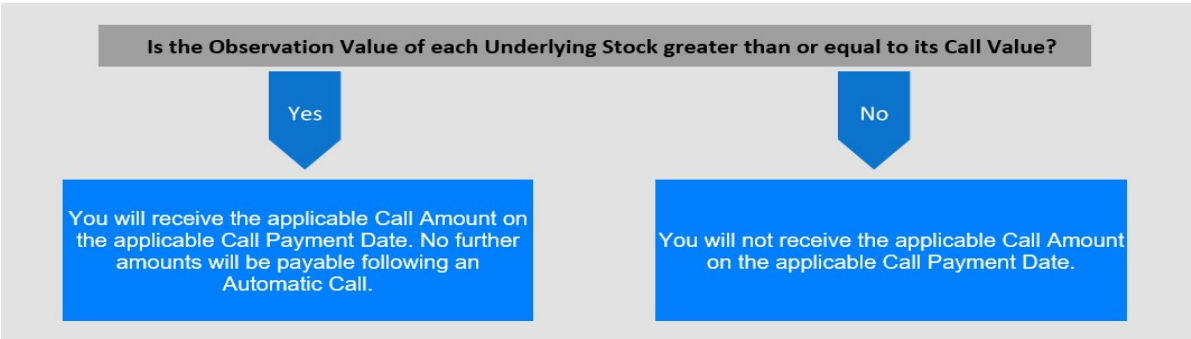 Is the Observation Value of each Underlying Stock greater than or equal to its Call Value?
Yes
No
You will receive the applicable Call Amount on
the applicable Call Payment Date. No further
amounts will be payable following an
Automatic Call.
You will not receive the applicable Call Amount
on the applicable Call Payment Date.